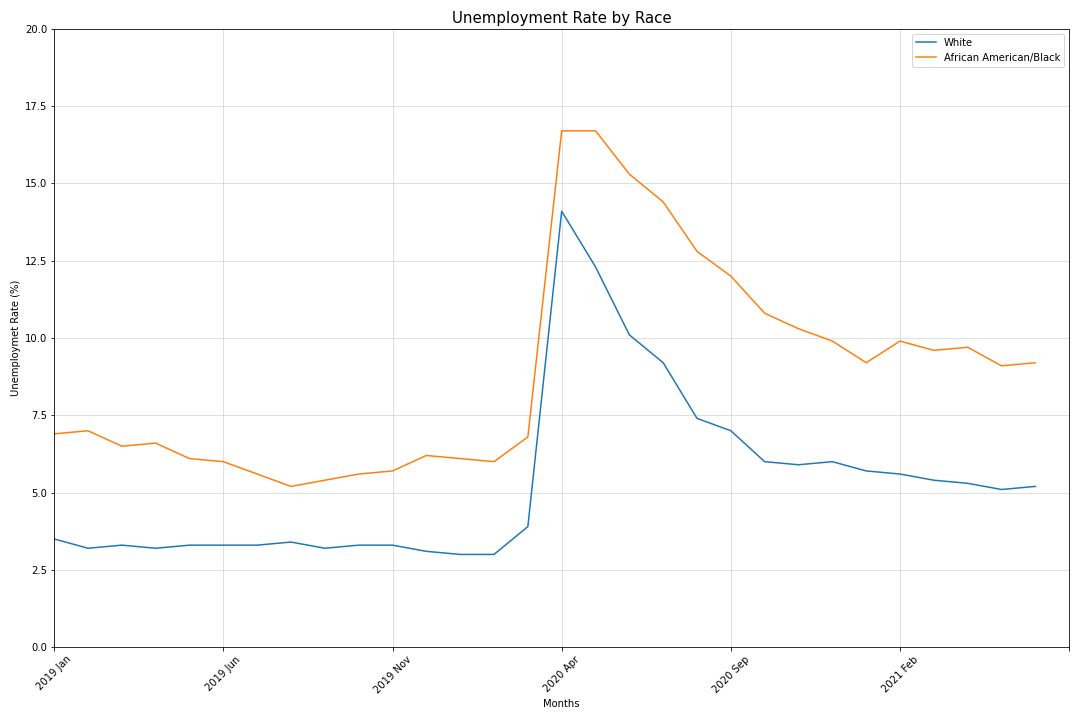 Unemployment Rate by Race
White
African American/Black
20.0
17.5
15.0
12.5
10.0
7.5
5.0
2.5
0.0
Unemploymet Rate (%)
2019 Jan
2019 Jun
2019 Nov
2020 Apr
2020 Sep
2021 Feb
Months